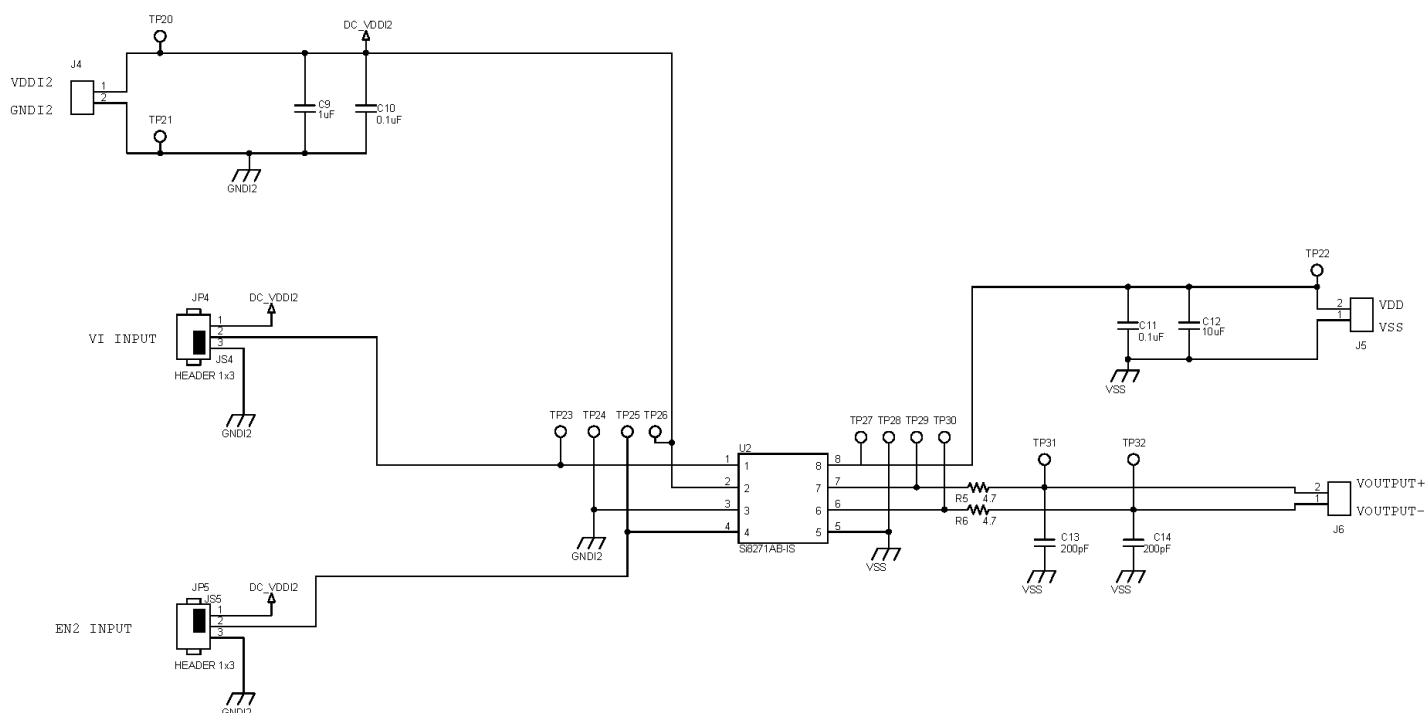 TP20
DC_VDDI2
J4
VDDI2
1
GNDI2
2
C9
1uF
C10
0.1uF
TP21
GNDI2
TP22
JP4
DC_VDDI2
VI INPUT
1
2
3
JS4
HEADER 1x3
GNDI2
C11
0.1uF
C12
10uF
2
1
VDD
VSS
J5
VSS
TP23
TP24
TP25
TP26
TP27
TP28
TP29
TP30
TP31
TP32
U2
1 1 8 8
2 2 7 7
3 3 6 6
4 4 5 5
Si8271AB-IS
R5 4.7
R6 4.7
2
1
VOUTPUT+
VOUTPUT-
J6
GNDI2
VSS
C13
200pF
C14
200pF
VSS
VSS
JP5
JS5
DC_VDDI2
EN2 INPUT
1
2
3
HEADER 1x3
GNDI2